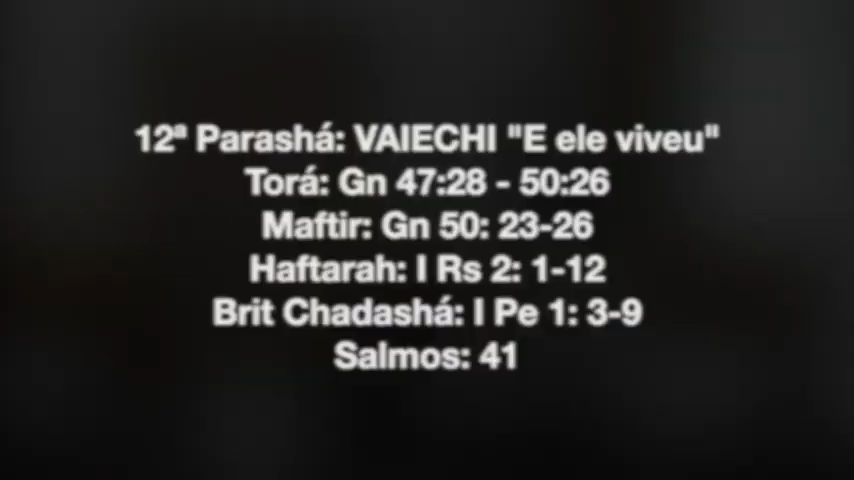 12ª Parashá: VAIECHI "E ele viveu"
Torá: Gn 47:28 - 50:26
Maftir: Gn 50: 23-26
Haftarah: I Rs 2: 1-12
Brit Chadashá: I Pe 1: 3-9
Salmos: 41